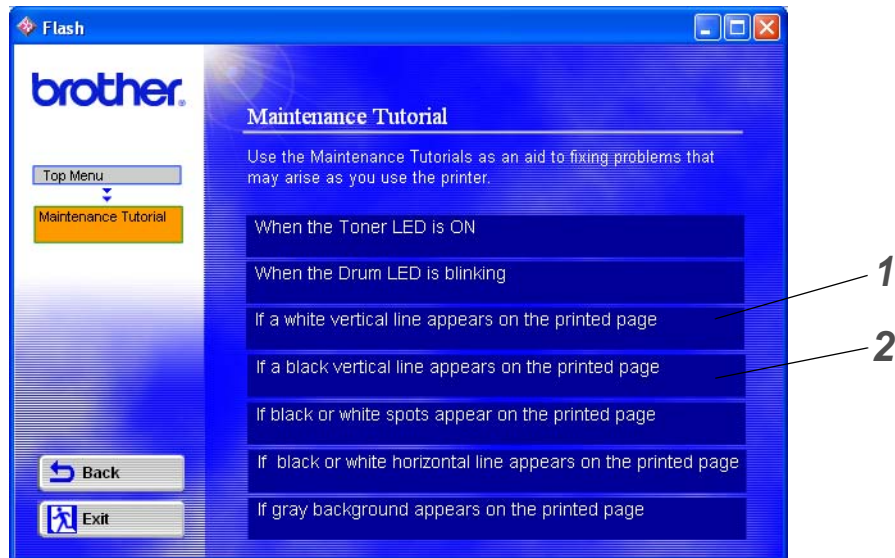 Flash
brother.
Maintenance Tutorial
Use the Maintenance Tutorials as an aid to fixing problems that
may arise as you use the printer.
Top Menu
Maintenance Tutorial
When the Toner LED is ON
When the Drum LED is blinking
If a white vertical line appears on the printed page
1
If a black vertical line appears on the printed page
2
If black or white spots appear on the printed page
If  black or white horizontal line appears on the printed page
If gray background appears on the printed page
Back
Exit